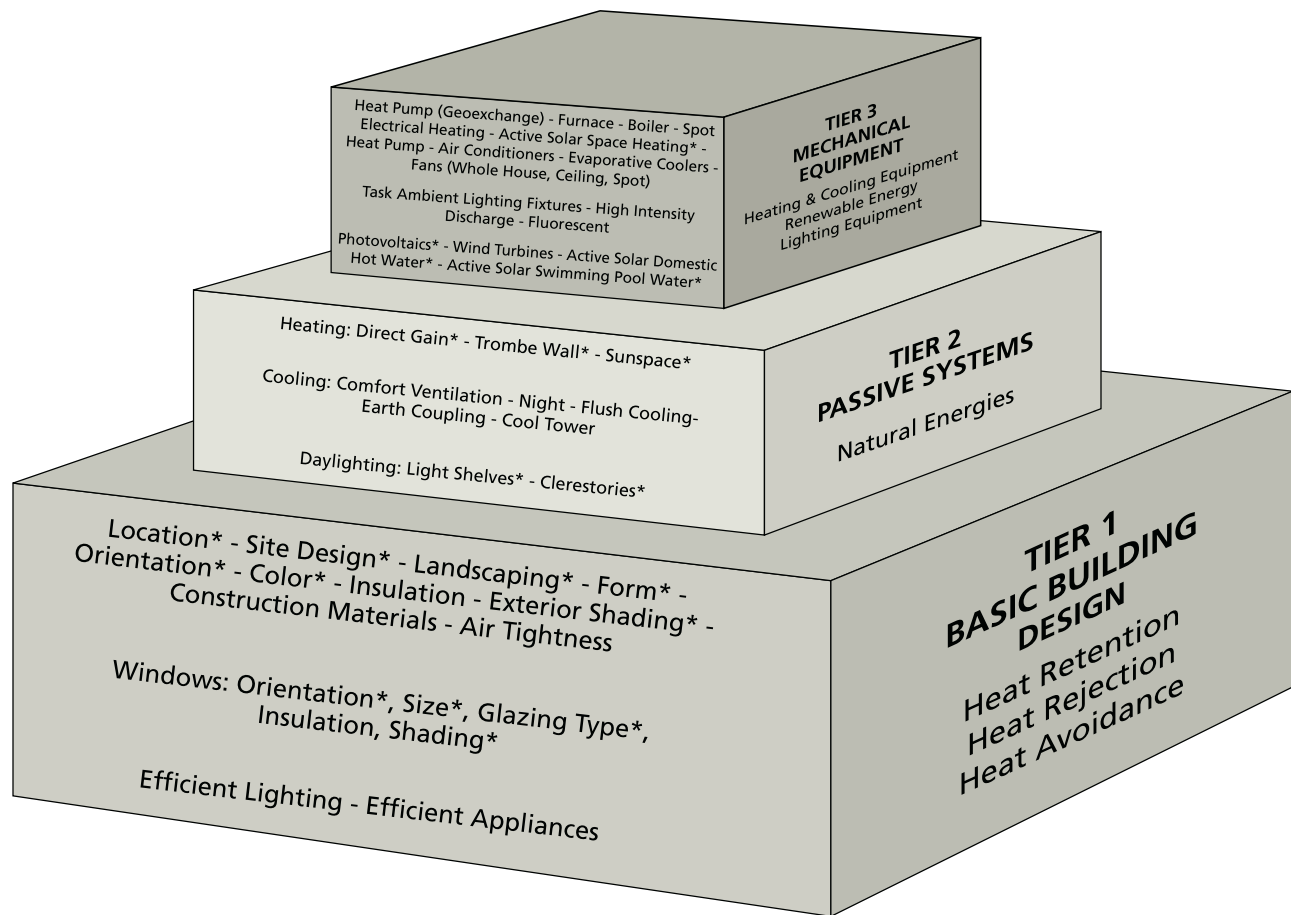 Heat Pump (Geoexchange) - Furnace - Boiler - Spot
Electrical Heating - Active Solar Space Heating* -
Heat Pump - Air Conditioners - Evaporative Coolers -
Fans (Whole House, Ceiling, Spot)
Task Ambient Lighting Fixtures - High Intensity
Discharge - Fluorescent
Photovoltaics* - Wind Turbines - Active Solar Domestic
Hot Water* - Active Solar Swimming Pool Water*
TIER 3
MECHANICAL
EQUIPMENT
Heating & Cooling Equipment
Renewable Energy
Lighting Equipment
Heating: Direct Gain* - Trombe Wall* - Sunspace*
Cooling: Comfort Ventilation - Night - Flush Cooling-
Earth Coupling - Cool Tower
Daylighting: Light Shelves* - Clerestories*
TIER 2
PASSIVE SYSTEMS
Natural Energies
Location* - Site Design* - Landscaping* - Form* -
Orientation* - Color* - Insulation - Exterior Shading* -
Construction Materials - Air Tightness
Windows: Orientation*, Size*, Glazing Type*,
Insulation, Shading*
Efficient Lighting - Efficient Appliances
TIER 1
BASIC BUILDING
DESIGN
Heat Retention
Heat Rejection
Heat Avoidance